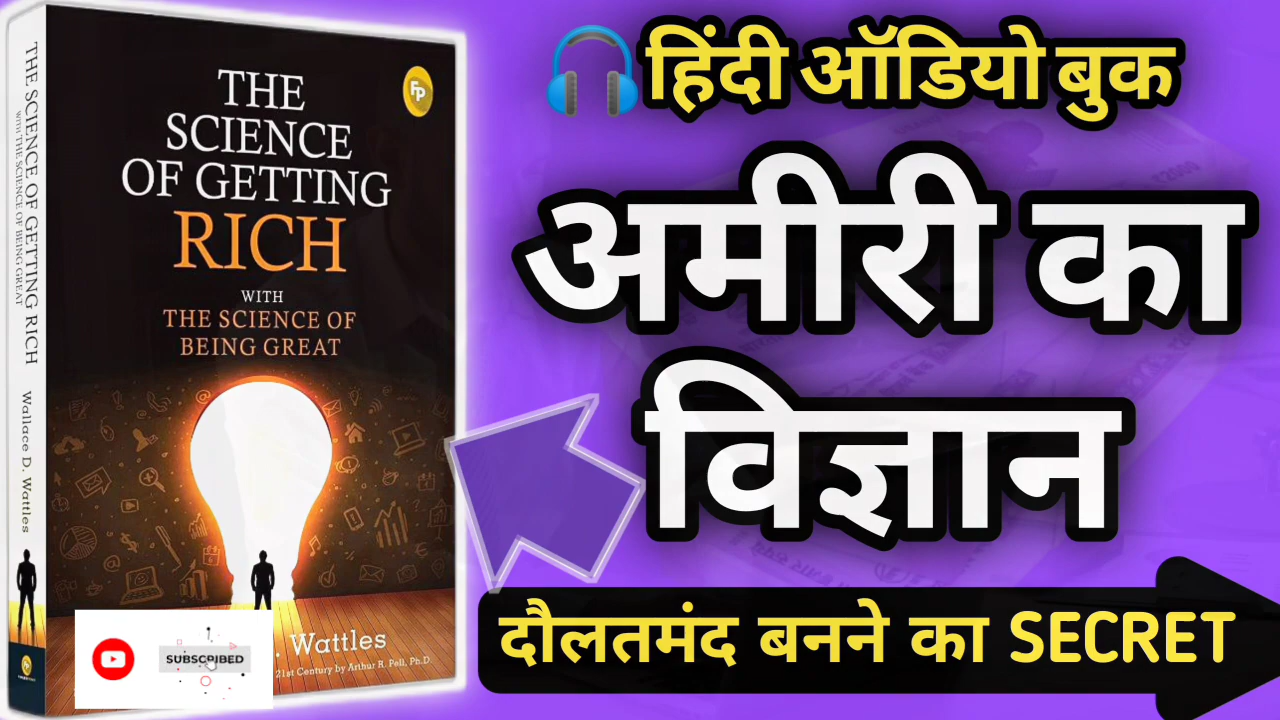 THE SCIENCE OF GETTING RICH
WITH THE SCIENCE OF BEING GREAT
Wallace D. Wattles
FP
THE
SCIENCE
OF GETTING
RICH
WITH
THE SCIENCE OF
BEING GREAT
. Wattles
21st Century by Arthur R. Pell, Ph.D.
SUBSCRIBED
हिंदी ऑडियो बुक
अमीरी का
विज्ञान
दौलतमंद बनने का SECRET